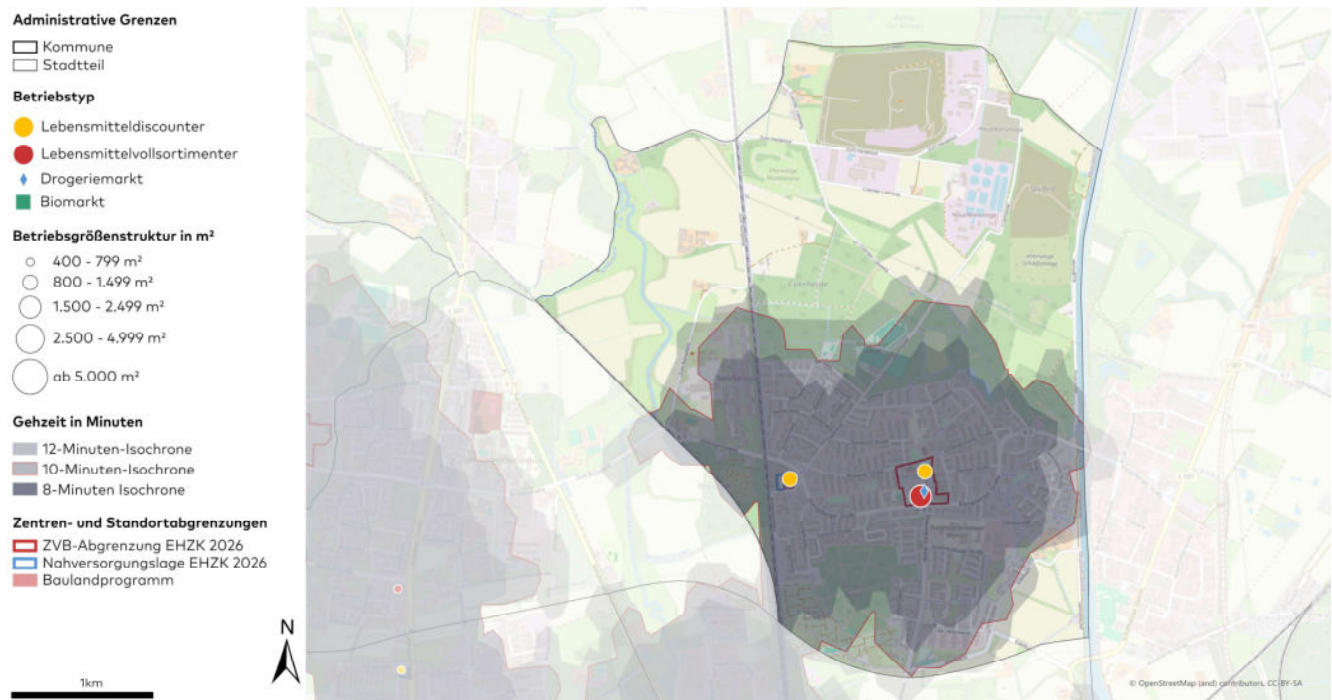 Administrative Grenzen
Kommune
Stadtteil
Betriebstyp
Lebensmitteldiscounter
Lebensmittelvollsortimenter
Drogeriemarkt
Biomarkt
Betriebsgrößenstruktur in m²
400 - 799 m²
800 - 1.499 m²
1.500 - 2.499 m²
2.500 - 4.999 m²
ab 5.000 m²
Gehzeit in Minuten
12-Minuten-Isochrone
10-Minuten-Isochrone
8-Minuten Isochrone
Zentren- und Standortabgrenzungen
ZVB-Abgrenzung EHZK 2026
Nahversorgungslage EHZK 2026
Baulandprogramm
N
1km
Coerheide
© OpenStreetMap (and) contributors, CC-BY-SA